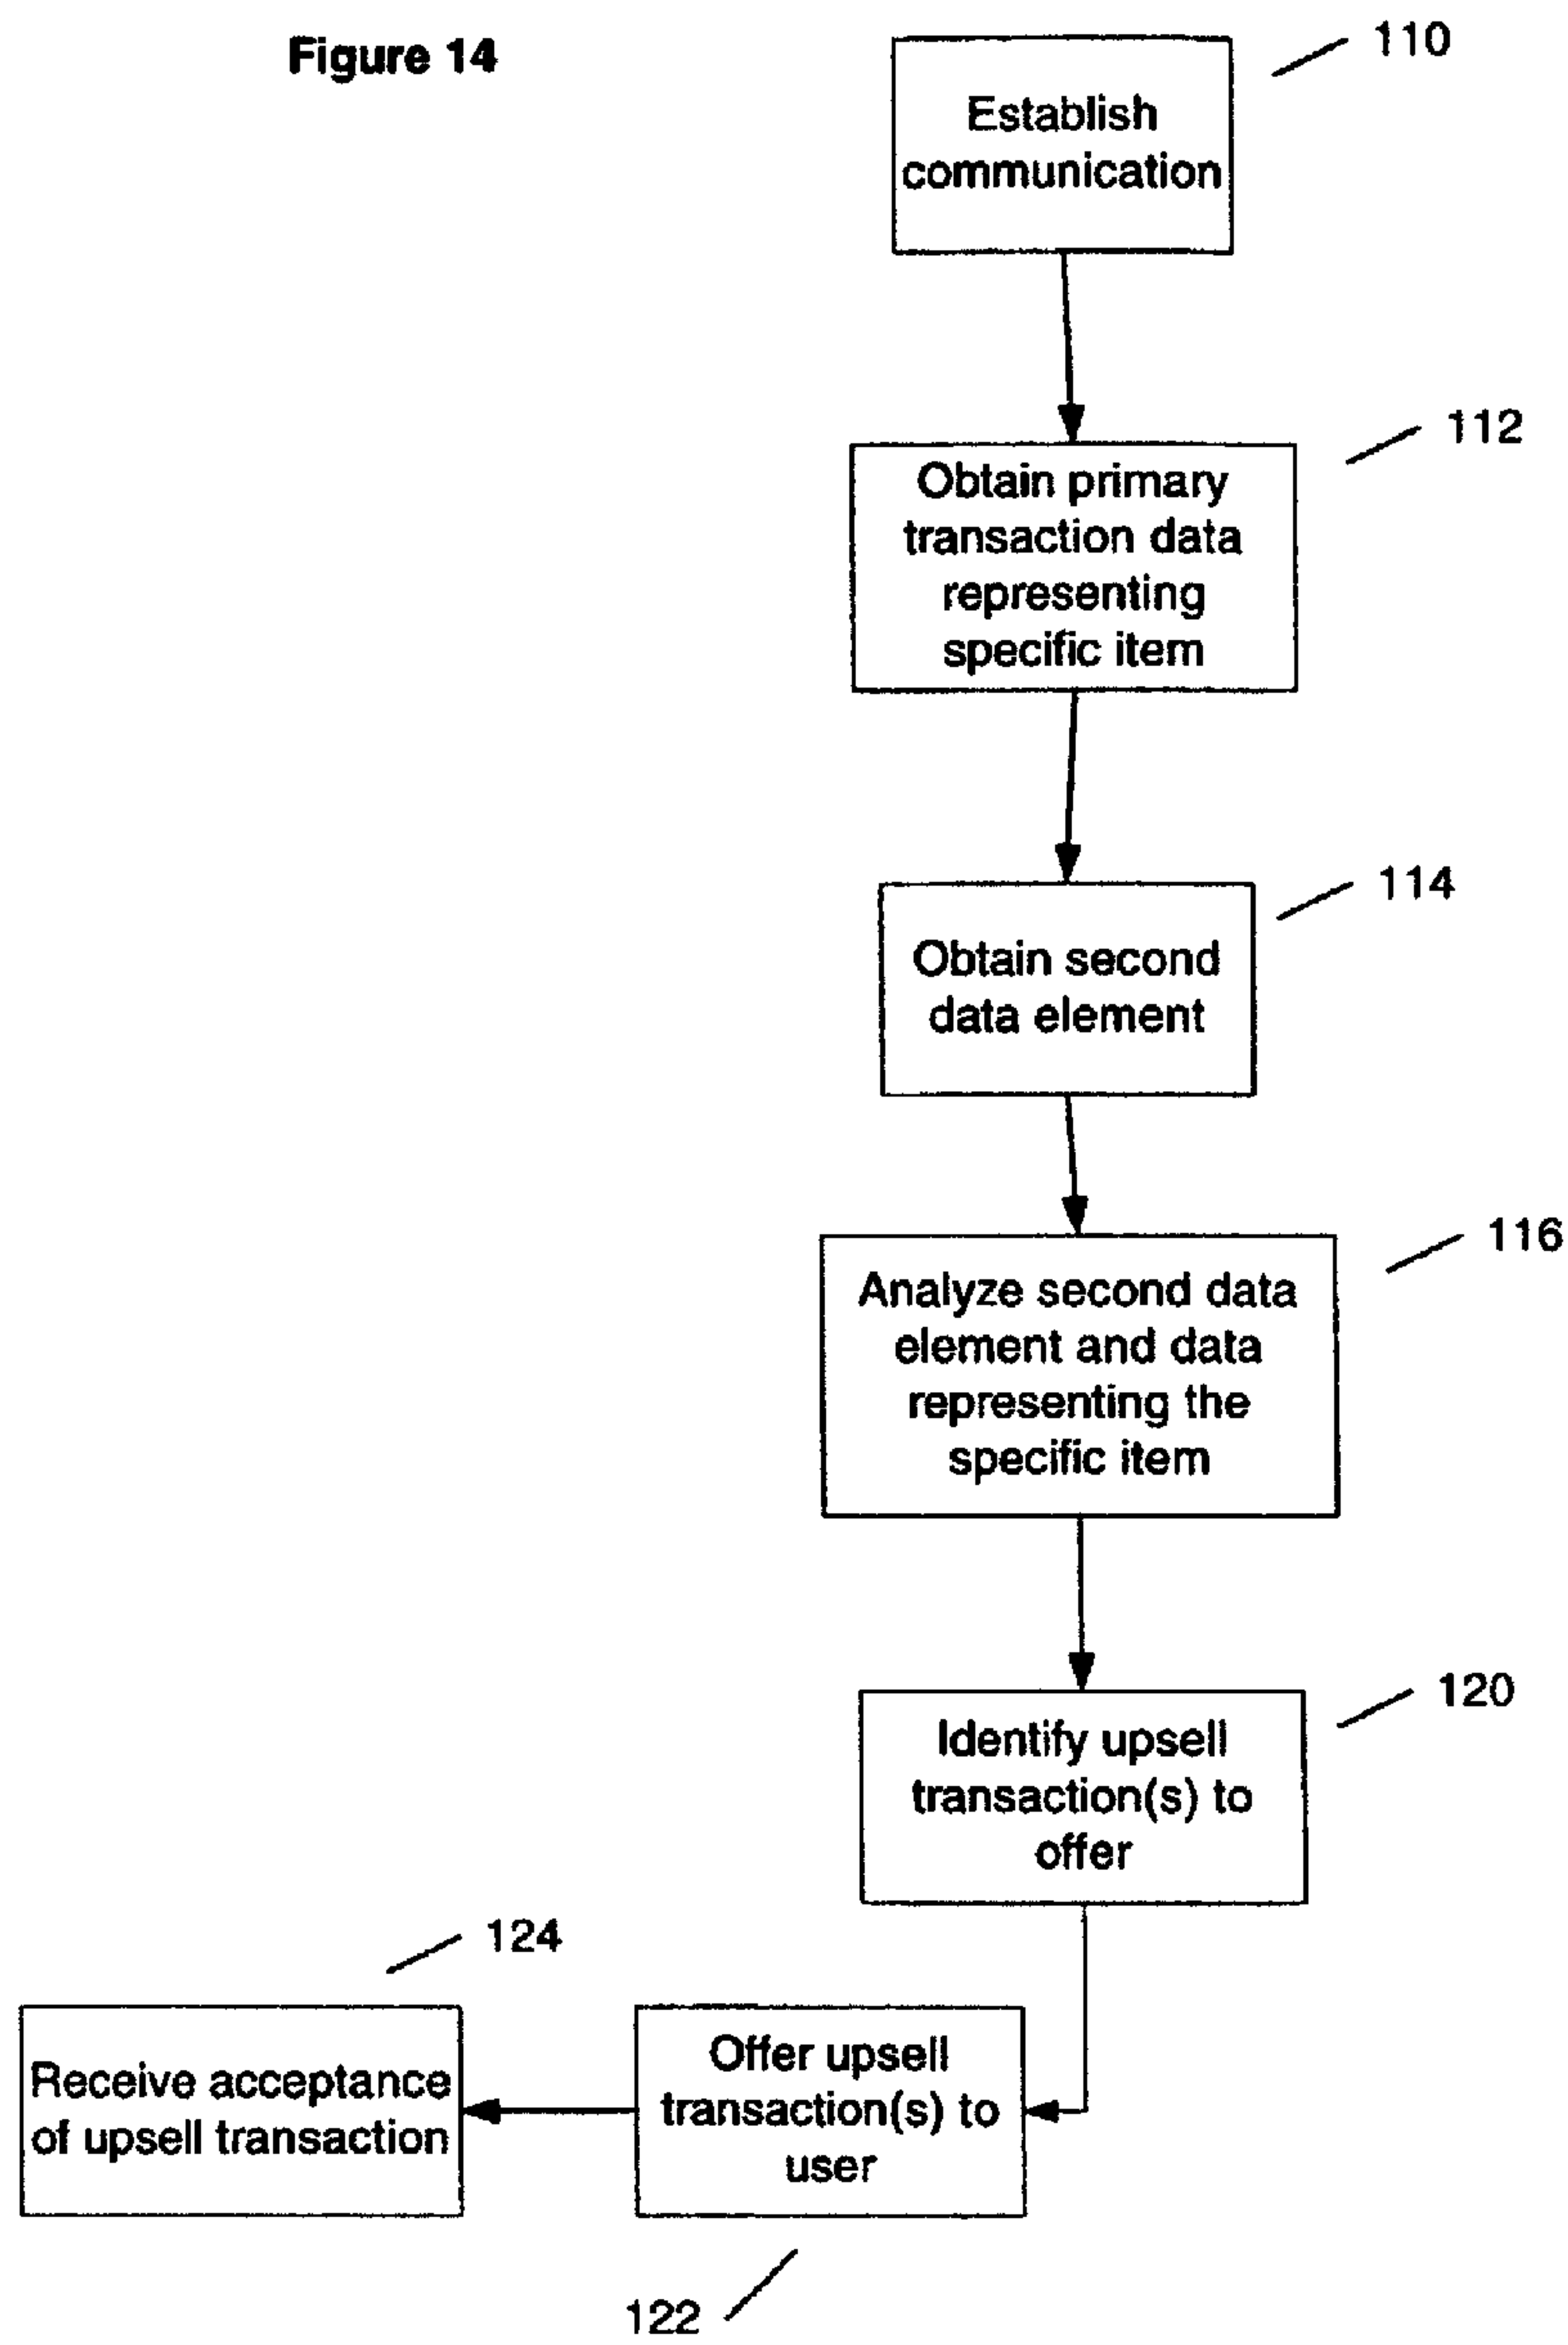 Figure 14
110
Establish
communication
112
Obtain primary
transaction data
representing
specific item
114
Obtain second
data element
116
Analyze second data
element and data
representing the
specific item
120
Identify upsell
transaction(s) to
offer
124
Receive acceptance
of upsell transaction
Offer upsell
transaction(s) to
user
122